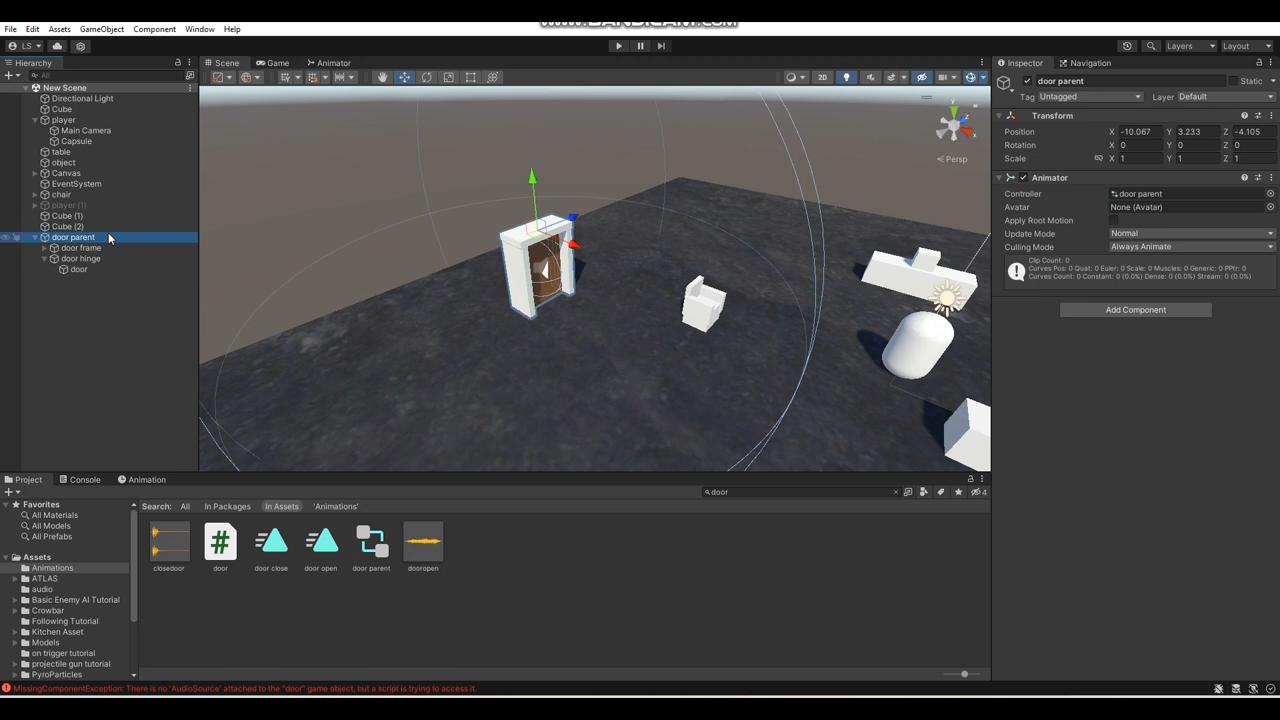 www.BANDICAM.com
File Edit Assets GameObject Component Window Help
LS Layers Layout
Hierarchy
All
New Scene
Directional Light
Cube
player
Main Camera
Capsule
table
object
Canvas
EventSystem
chair
player (1)
Cube (1)
Cube (2)
door parent
door frame
door hinge
door
Scene Game Animator
2D
y
x
z
Persp
Inspector Navigation
door parent Static
Tag Untagged Layer Default
Transform
Position X -10.067 Y 3.233 Z -4.105
Rotation X 0 Y 0 Z 0
Scale X 1 Y 1 Z 1
Animator
Controller door parent
Avatar None (Avatar)
Apply Root Motion
Update Mode Normal
Culling Mode Always Animate
Clip Count: 0
Curves Pos: 0 Quat: 0 Euler: 0 Scale: 0 Muscles: 0 Generic: 0 PPtr: 0
Curves Count: 0 Constant: 0 (0.0%) Dense: 0 (0.0%) Stream: 0 (0.0%)
Add Component
Project Console Animation
door
4
Favorites
All Materials
All Models
All Prefabs
Assets
Animations
ATLAS
audio
Basic Enemy AI Tutorial
Crowbar
Following Tutorial
Kitchen Asset
Models
on trigger tutorial
projectile gun tutorial
PyroParticles
Search: All In Packages In Assets 'Animations'
#
closedoor door door close door open door parent dooropen
MissingComponentException: There is no 'AudioSource' attached to the "door" game object, but a script is trying to access it.